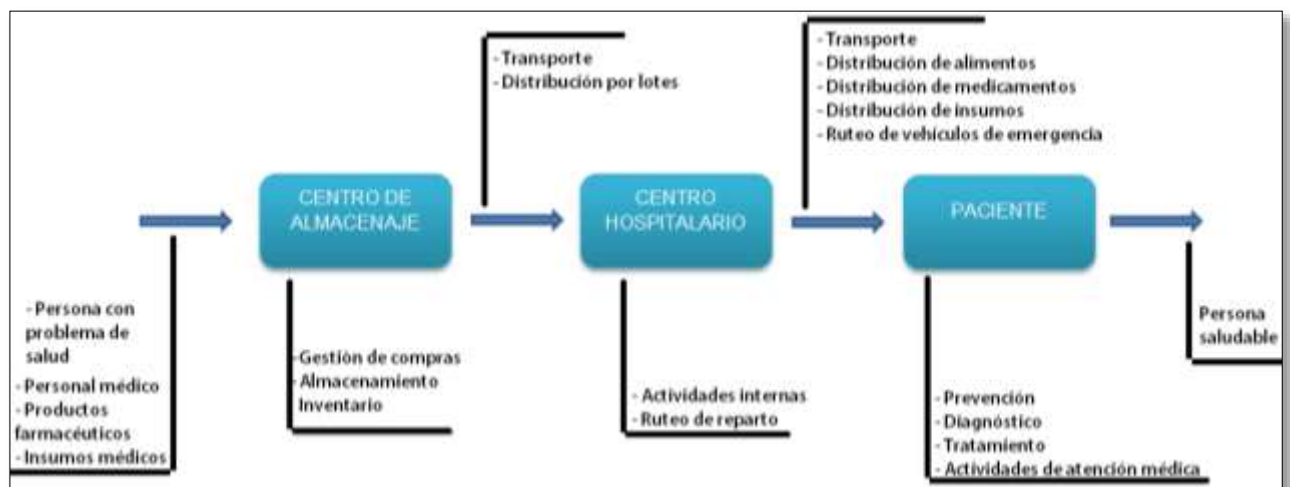 - Transporte
- Distribución por lotes
- Transporte
- Distribución de alimentos
- Distribución de medicamentos
- Distribución de insumos
- Ruteo de vehículos de emergencia
CENTRO DE
ALMACENAJE
CENTRO
HOSPITALARIO
PACIENTE
- Persona con
problema de
salud
- Personal médico
- Productos
farmacéuticos
- Insumos médicos
- Gestión de compras
- Almacenamiento
Inventario
- Actividades internas
- Ruteo de reparto
- Prevención
- Diagnóstico
- Tratamiento
- Actividades de atención médica
Persona
saludable